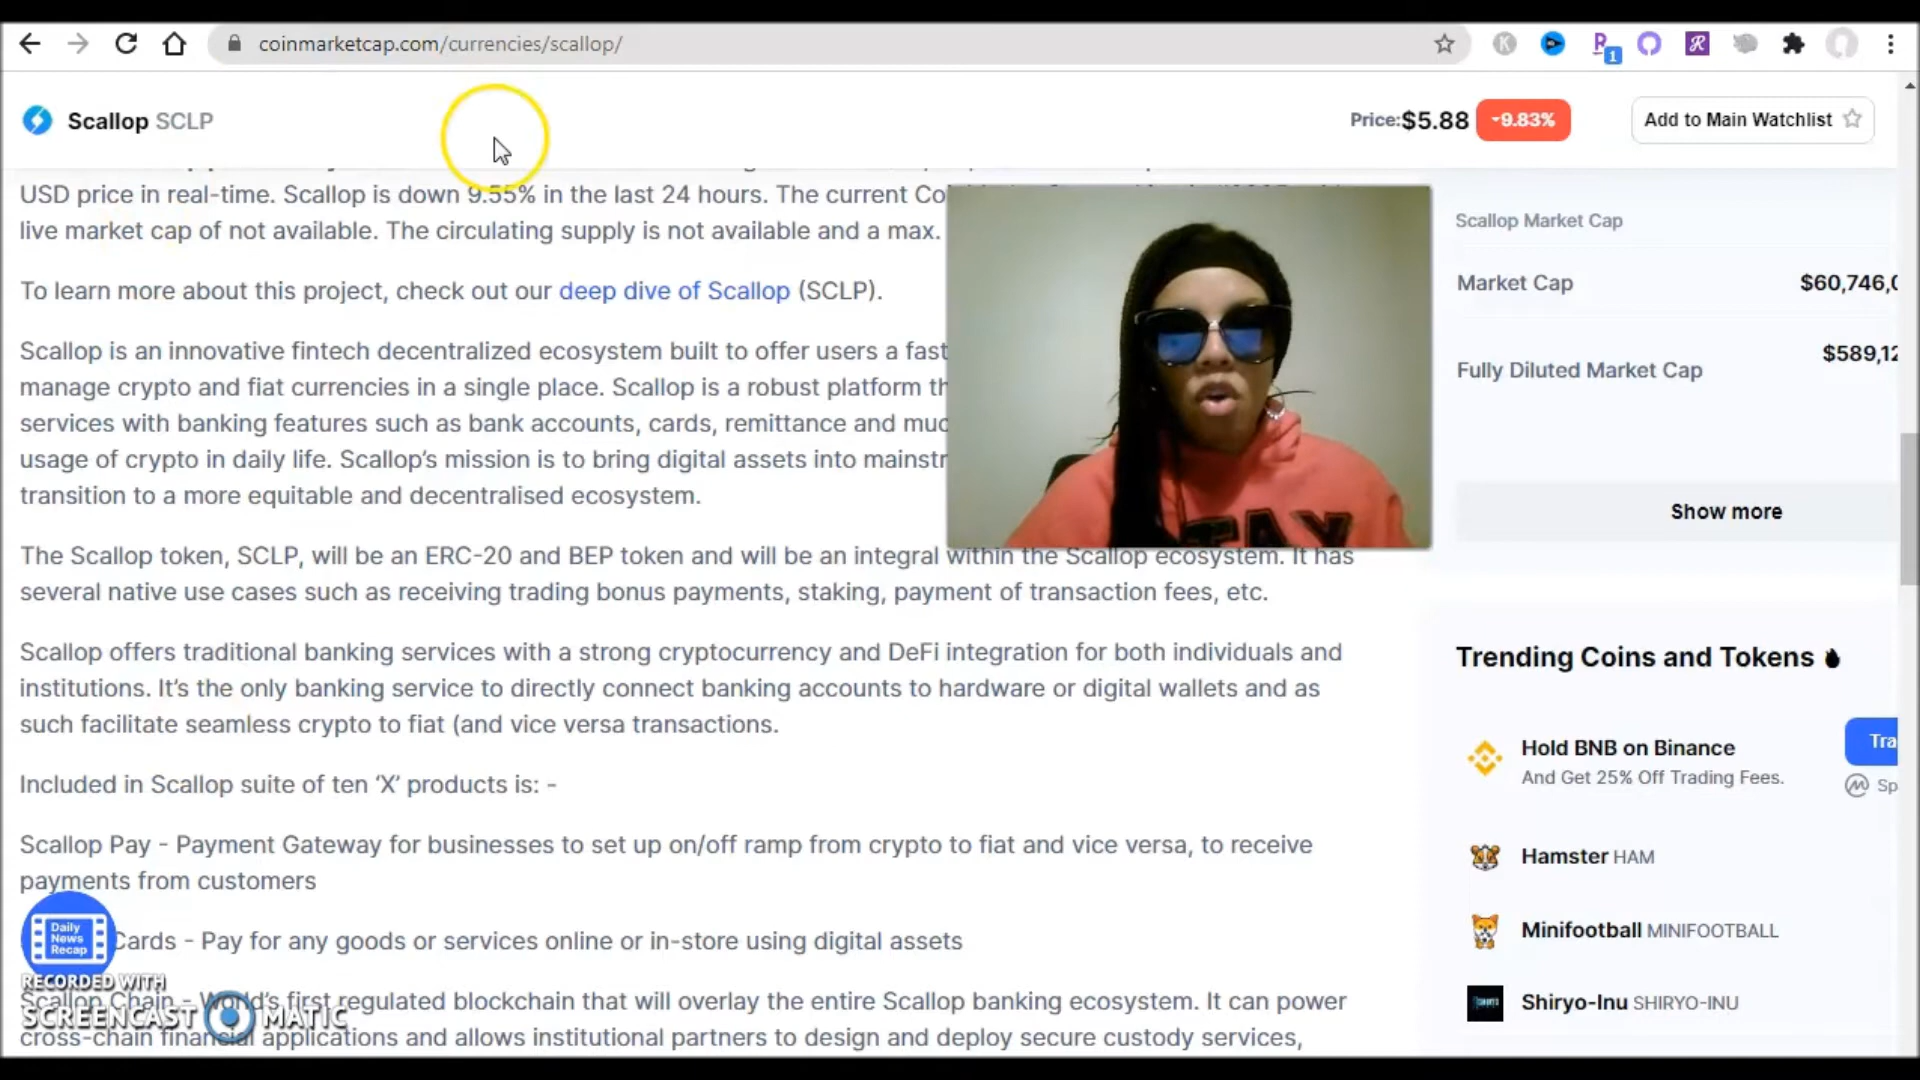 coinmarketcap.com/currencies/scallop/
1
Scallop SCLP
Price:$5.88 -9.83%
Add to Main Watchlist
USD price in real-time. Scallop is down 9.55% in the last 24 hours. The current Co
live market cap of not available. The circulating supply is not available and a max.
To learn more about this project, check out our deep dive of Scallop (SCLP).
Scallop is an innovative fintech decentralized ecosystem built to offer users a fast
manage crypto and fiat currencies in a single place. Scallop is a robust platform th
services with banking features such as bank accounts, cards, remittance and muc
usage of crypto in daily life. Scallop’s mission is to bring digital assets into mainstr
transition to a more equitable and decentralised ecosystem.
The Scallop token, SCLP, will be an ERC-20 and BEP token and will be an integral within the Scallop ecosystem. It has
several native use cases such as receiving trading bonus payments, staking, payment of transaction fees, etc.
Scallop offers traditional banking services with a strong cryptocurrency and DeFi integration for both individuals and
institutions. It’s the only banking service to directly connect banking accounts to hardware or digital wallets and as
such facilitate seamless crypto to fiat (and vice versa transactions.
Included in Scallop suite of ten ‘X’ products is: -
Scallop Pay - Payment Gateway for businesses to set up on/off ramp from crypto to fiat and vice versa, to receive
payments from customers
Cards - Pay for any goods or services online or in-store using digital assets
Scallop Chain - World’s first regulated blockchain that will overlay the entire Scallop banking ecosystem. It can power
cross-chain financial applications and allows institutional partners to design and deploy secure custody services,
Daily
News
Recap
RECORDED WITH
SCREENCAST MATIC
Scallop Market Cap
Market Cap $60,746,0
Fully Diluted Market Cap $589,12
Show more
Trending Coins and Tokens
Hold BNB on Binance
And Get 25% Off Trading Fees.
Tra
Sp
Hamster HAM
Minifootball MINIFOOTBALL
Shiryo-Inu SHIRYO-INU